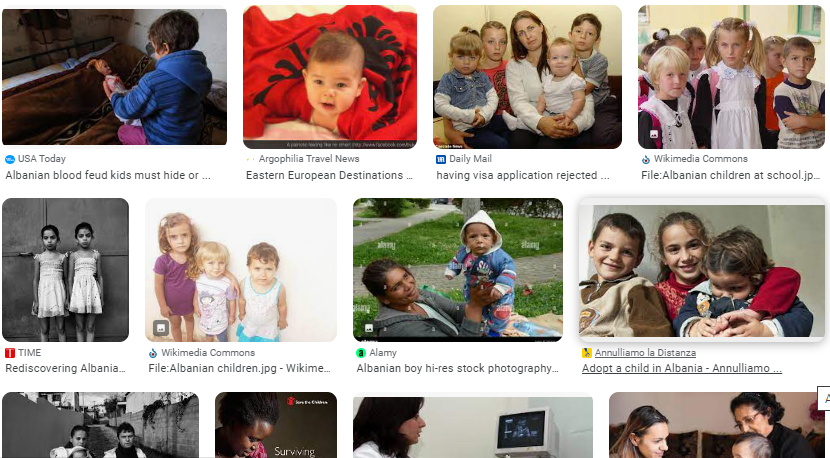 USA Today
Argophilia Travel News
Daily Mail
Wikimedia Commons
Albanian blood feud kids must hide or ...
Eastern European Destinations ...
having visa application rejected ...
File:Albanian children at school.jp...
alamy
alamy
TIME
Wikimedia Commons
Alamy
Annulliamo la Distanza
Rediscovering Albania...
File:Albanian children.jpg - Wikime...
Albanian boy hi-res stock photography...
Adopt a child in Albania - Annulliamo ...
Save the Children
Surviving